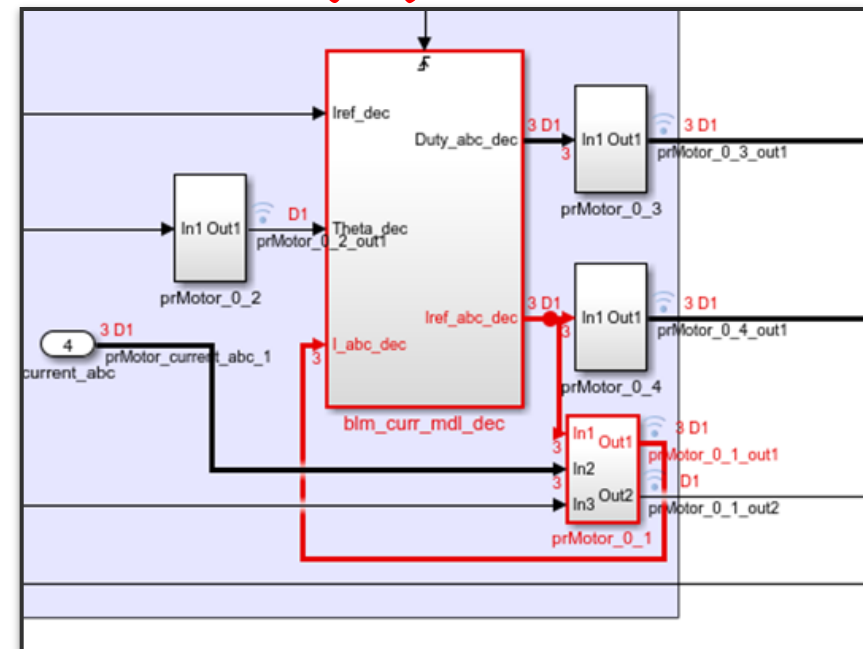 Iref_dec
Duty_abc_dec
3 D1
3
In1 Out1
3 D1
prMotor_0_3_out1
prMotor_0_3
In1 Out1
D1
prMotor_0_2_out1
Theta_dec
prMotor_0_2
Iref_abc_dec
3 D1
3
In1 Out1
3 D1
prMotor_0_4_out1
prMotor_0_4
4
3 D1
prMotor_current_abc_1
current_abc
I_abc_dec
3
blm_curr_mdl_dec
In1
3
Out1
3 D1
prMotor_0_1_out1
In2
3
In3
Out2
D1
prMotor_0_1_out2
prMotor_0_1